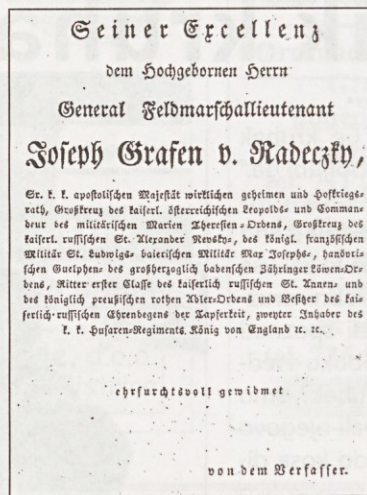 Seiner Excellenz
dem Hochgebornen Herrn
General Feldmarschallieutenant
Joseph Grafen v. Radeczky,
Sr. k. k. apostolischen Majestät wirklichen geheimen und Hofkriegs-
rath, Großkreuz des kaiserl. österreichischen Leopolds- und Comman-
deur des militärischen Marien Theresien-Ordens, Großkreuz des
kaiserl. russischen St. Alexander Newsky-, des königl. französischen
Militär St. Ludwigs- baierischen Militär Max Josephs-, hanövri-
schen Guelphen- des großherzoglich badenschen Zähringer Löwen-Or-
dens, Ritter erster Classe des kaiserlich russischen St. Annen- und
des königlich preußischen rothen Adler-Ordens und Besitzer des kai-
serlich-russischen Ehrendegens der Tapferkeit, zweyter Inhaber des
k. k. Husaren-Regiments König von England ꝛc. ꝛc.
ehrfurchtsvoll gewidmet
von dem Verfasser.